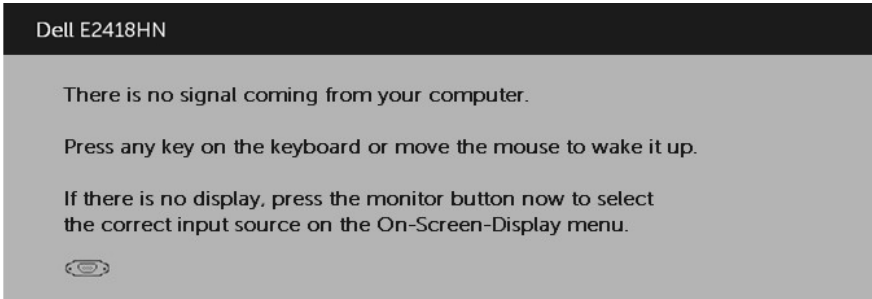 Dell E2418HN
There is no signal coming from your computer.
Press any key on the keyboard or move the mouse to wake it up.
If there is no display, press the monitor button now to select
the correct input source on the On-Screen-Display menu.